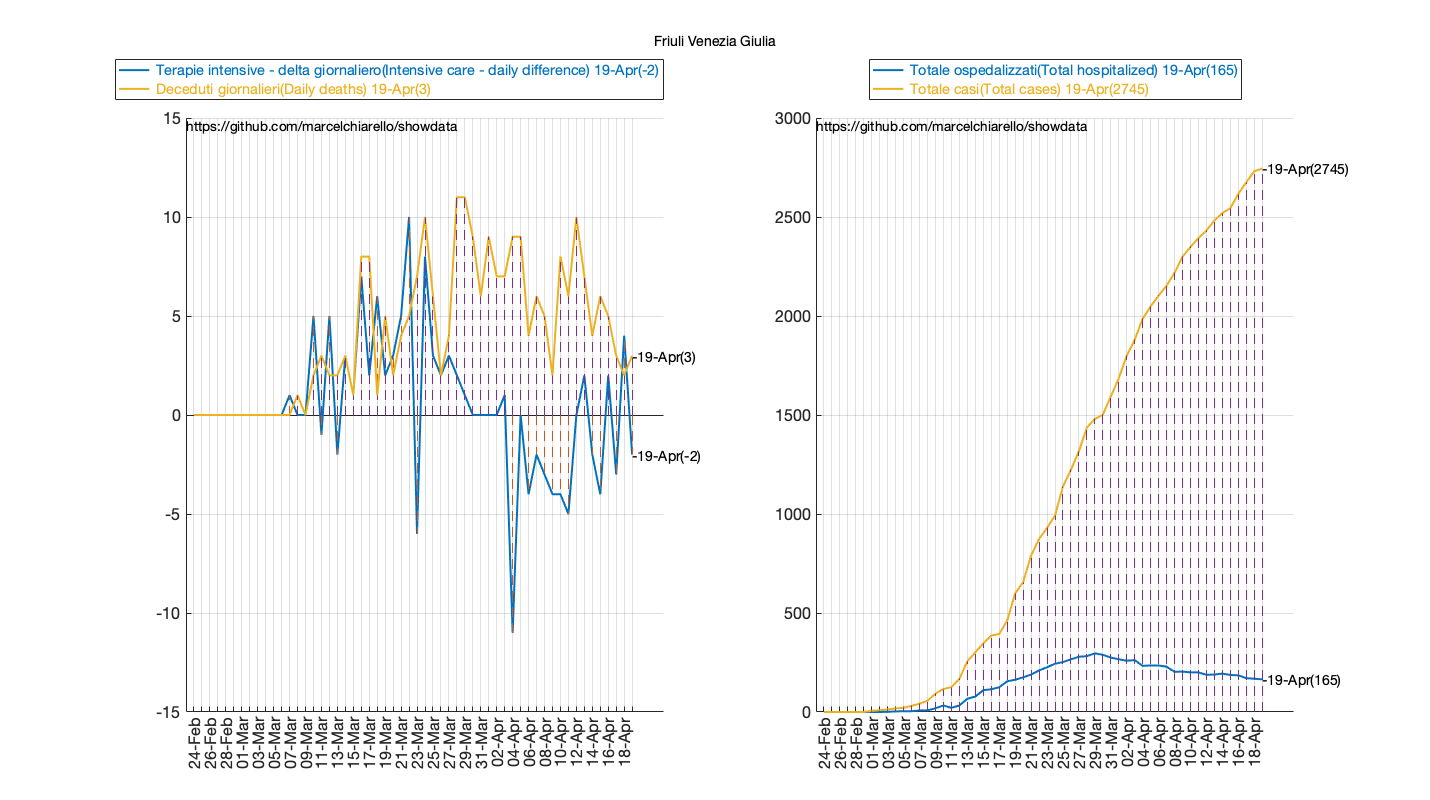 Friuli Venezia Giulia
Terapie intensive - delta giornaliero(Intensive care - daily difference) 19-Apr(-2)
Deceduti giornalieri(Daily deaths) 19-Apr(3)
https://github.com/marcelchiarello/showdata
15
10
5
0
-5
-10
-15
19-Apr(3)
19-Apr(-2)
24-Feb
26-Feb
28-Feb
01-Mar
03-Mar
05-Mar
07-Mar
09-Mar
11-Mar
13-Mar
15-Mar
17-Mar
19-Mar
21-Mar
23-Mar
25-Mar
27-Mar
29-Mar
31-Mar
02-Apr
04-Apr
06-Apr
08-Apr
10-Apr
12-Apr
14-Apr
16-Apr
18-Apr
Totale ospedalizzati(Total hospitalized) 19-Apr(165)
Totale casi(Total cases) 19-Apr(2745)
https://github.com/marcelchiarello/showdata
3000
2500
2000
1500
1000
500
0
19-Apr(2745)
19-Apr(165)
24-Feb
26-Feb
28-Feb
01-Mar
03-Mar
05-Mar
07-Mar
09-Mar
11-Mar
13-Mar
15-Mar
17-Mar
19-Mar
21-Mar
23-Mar
25-Mar
27-Mar
29-Mar
31-Mar
02-Apr
04-Apr
06-Apr
08-Apr
10-Apr
12-Apr
14-Apr
16-Apr
18-Apr